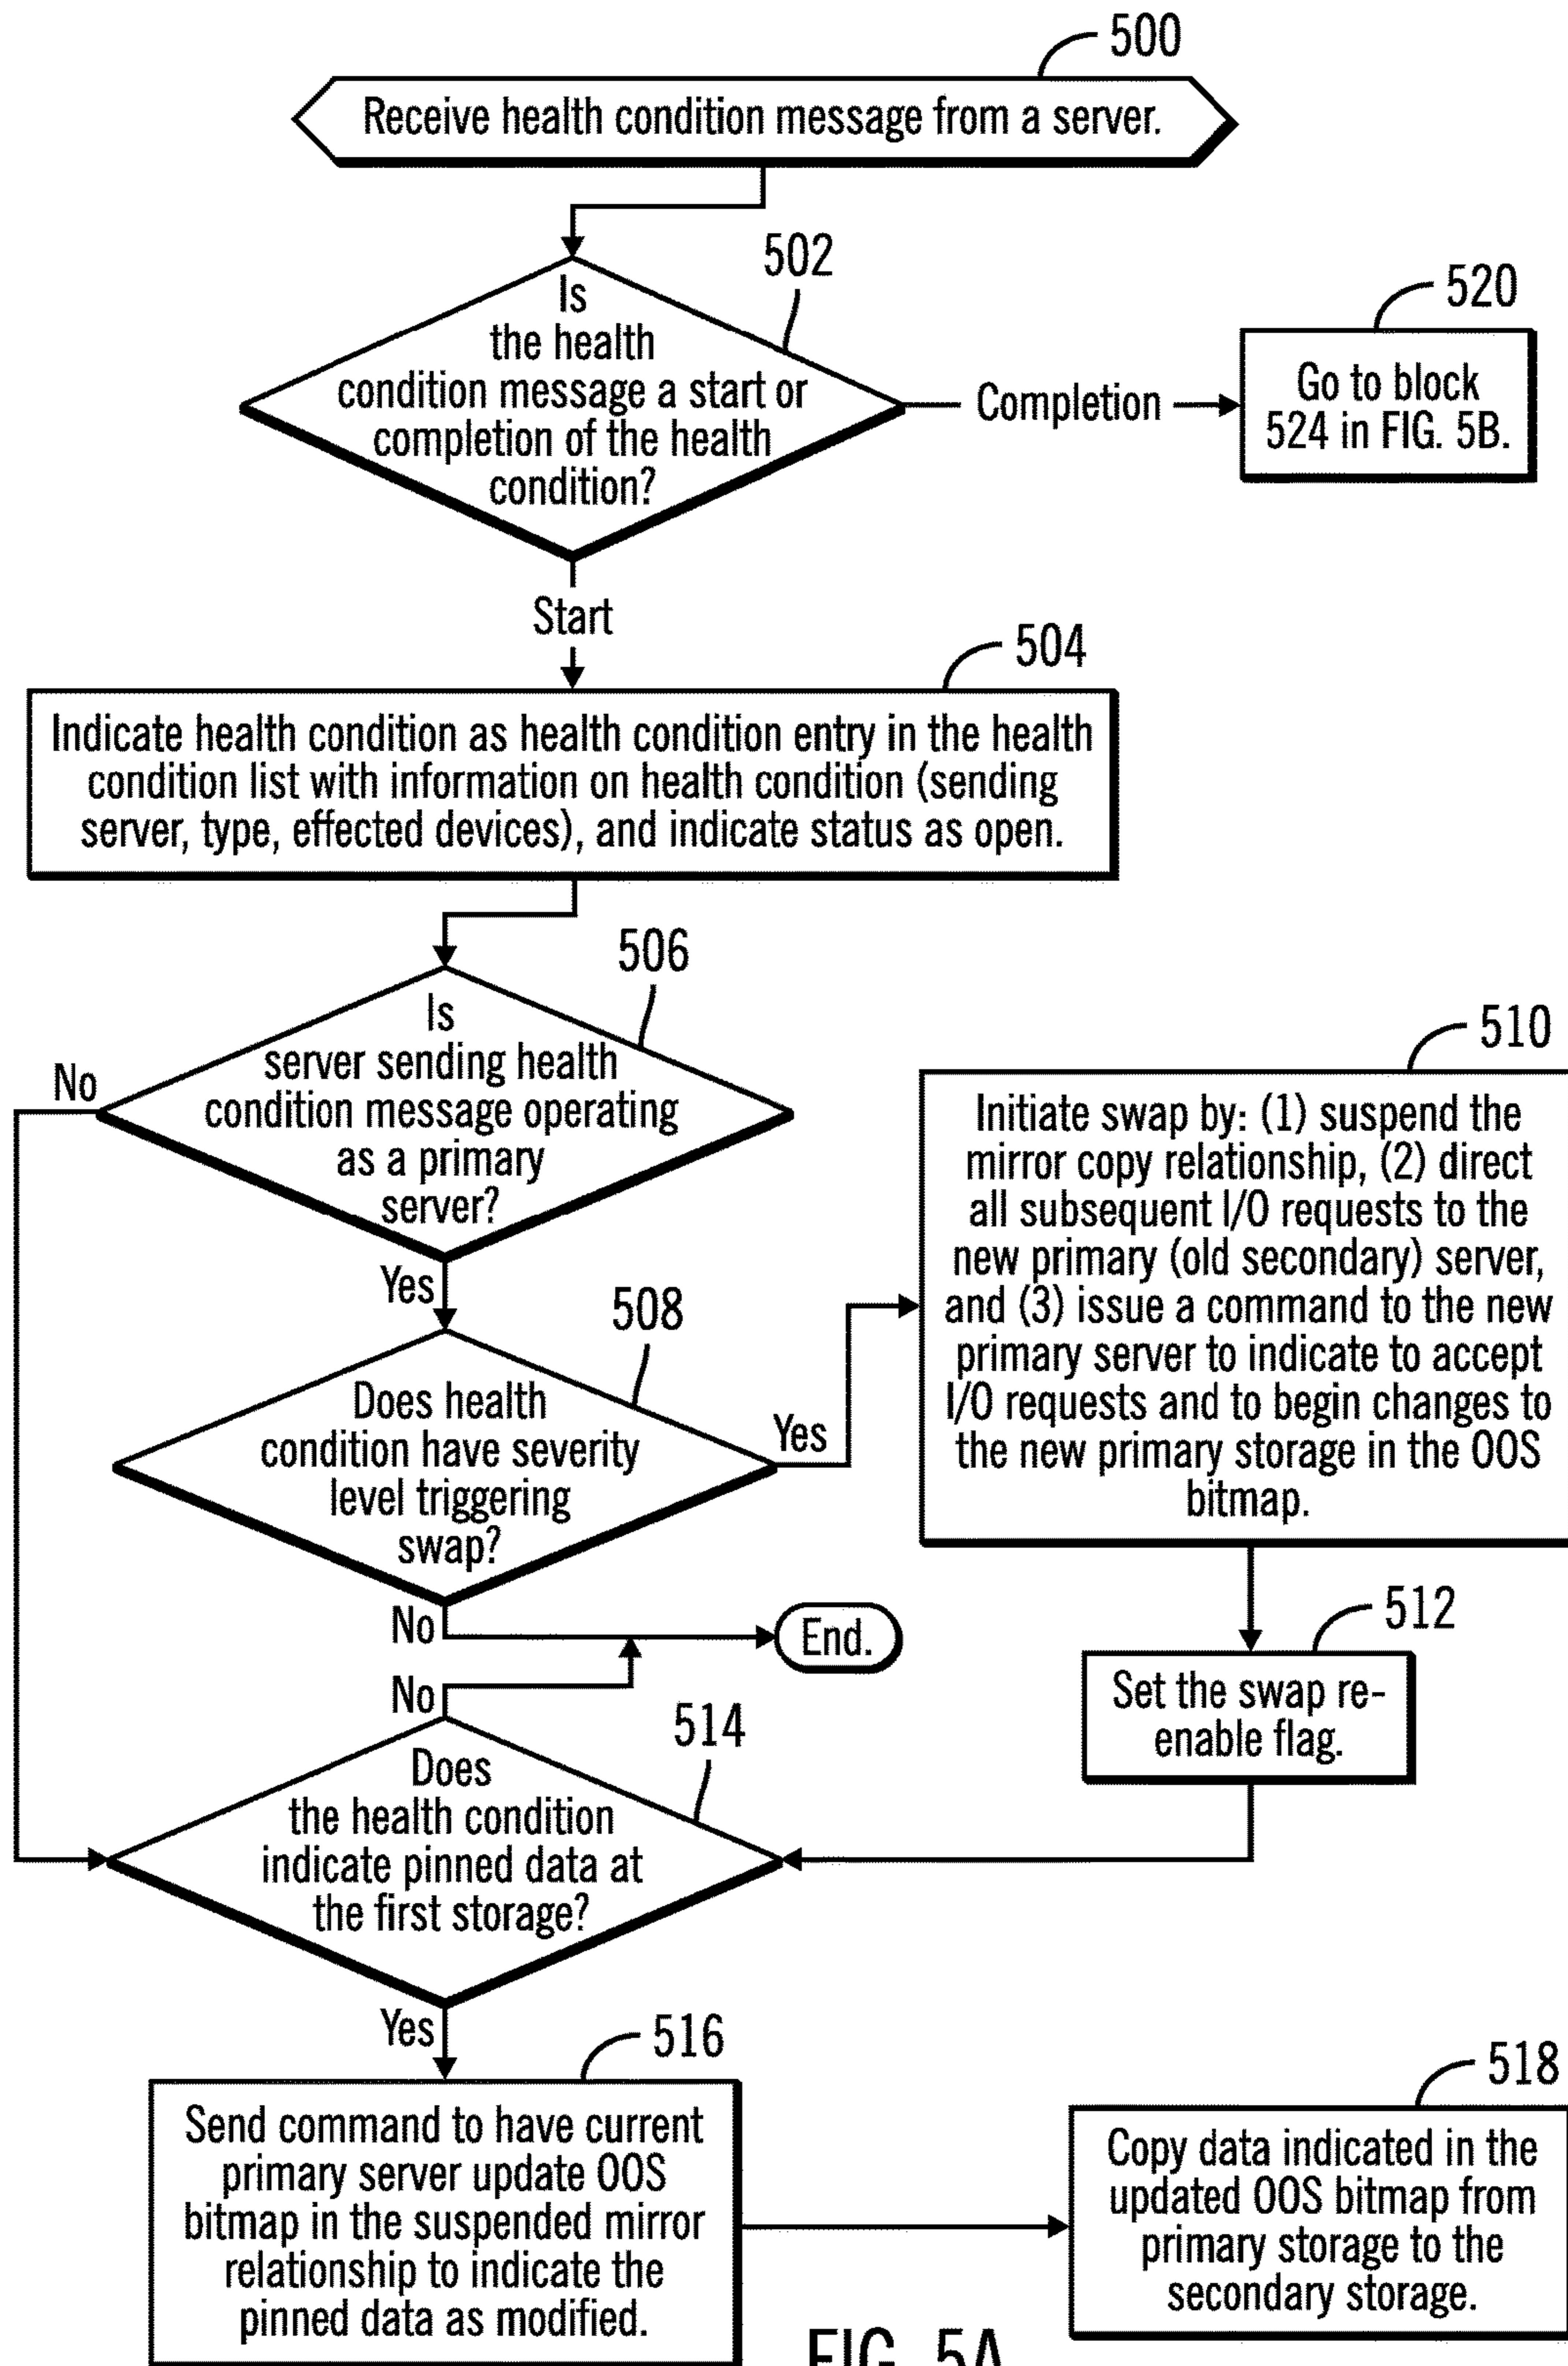 500
Receive health condition message from a server.
502
Is
the health
condition message a start or
completion of the health
condition?
Completion
520
Go to block
524 in FIG. 5B.
Start
504
Indicate health condition as health condition entry in the health
condition list with information on health condition (sending
server, type, effected devices), and indicate status as open.
506
Is
server sending health
condition message operating
as a primary
server?
No
Yes
508
Does health
condition have severity
level triggering
swap?
Yes
No
End.
510
Initiate swap by: (1) suspend the
mirror copy relationship, (2) direct
all subsequent I/O requests to the
new primary (old secondary) server,
and (3) issue a command to the new
primary server to indicate to accept
I/O requests and to begin changes to
the new primary storage in the OOS
bitmap.
512
Set the swap re-
enable flag.
No
514
Does
the health condition
indicate pinned data at
the first storage?
Yes
516
Send command to have current
primary server update OOS
bitmap in the suspended mirror
relationship to indicate the
pinned data as modified.
518
Copy data indicated in the
updated OOS bitmap from
primary storage to the
secondary storage.
FIG. 5A